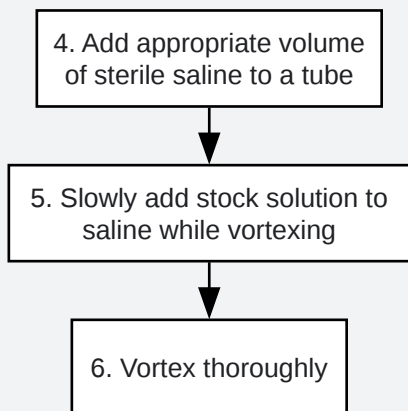 4. Add appropriate volume
of sterile saline to a tube
5. Slowly add stock solution to
saline while vortexing
6. Vortex thoroughly